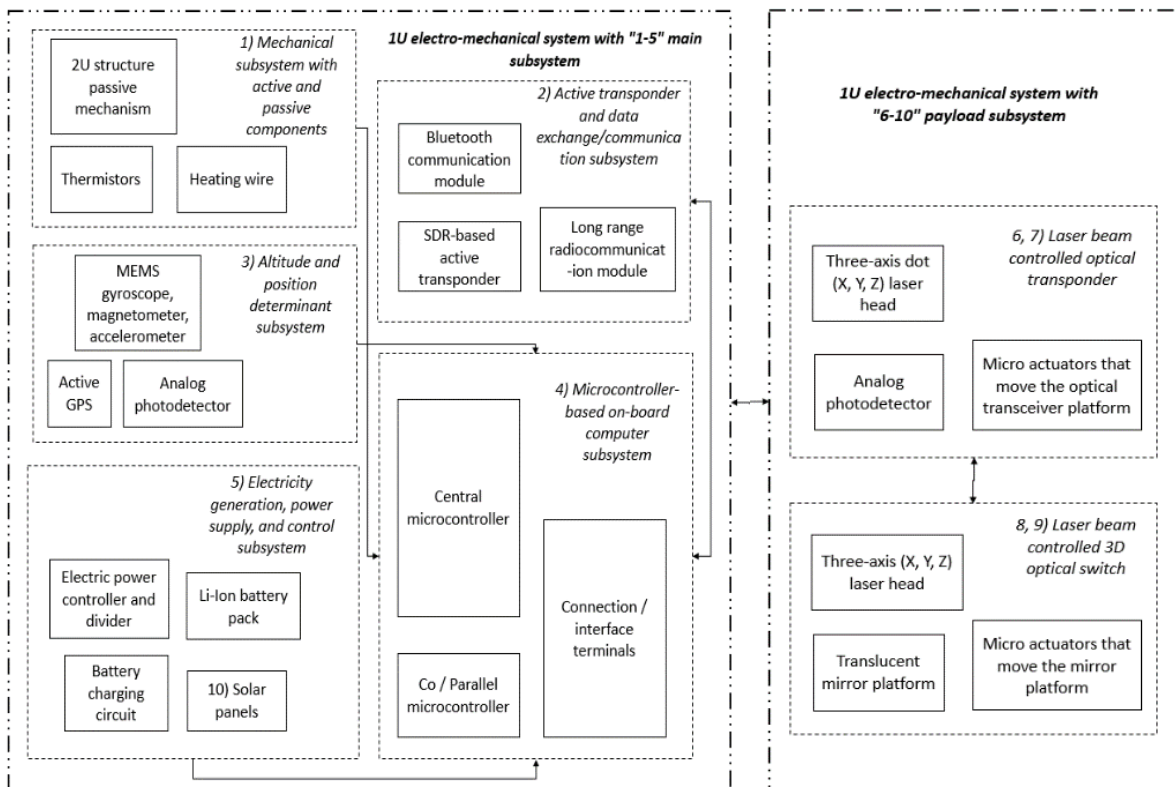 1) Mechanical
subsystem with
active and
passive
components
2U structure
passive
mechanism
Thermistors
Heating wire
1U electro-mechanical system with "1-5" main
subsystem
2) Active transponder
and data
exchange/communica
tion subsystem
Bluetooth
communication
module
SDR-based
active
transponder
Long range
radiocommunicat
-ion module
3) Altitude and
position
determinant
subsystem
MEMS
gyroscope,
magnetometer,
accelerometer
Active
GPS
Analog
photodetector
4) Microcontroller-
based on-board
computer
subsystem
Central
microcontroller
Connection /
interface
terminals
Co / Parallel
microcontroller
5) Electricity
generation, power
supply, and control
subsystem
Electric power
controller and
divider
Li-Ion battery
pack
Battery
charging
circuit
10) Solar
panels
1U electro-mechanical system with
"6-10" payload subsystem
6, 7) Laser beam
controlled optical
transponder
Three-axis dot
(X, Y, Z) laser
head
Analog
photodetector
Micro actuators that
move the optical
transceiver platform
8, 9) Laser beam
controlled 3D
optical switch
Three-axis (X, Y, Z)
laser head
Translucent
mirror platform
Micro actuators that
move the mirror
platform